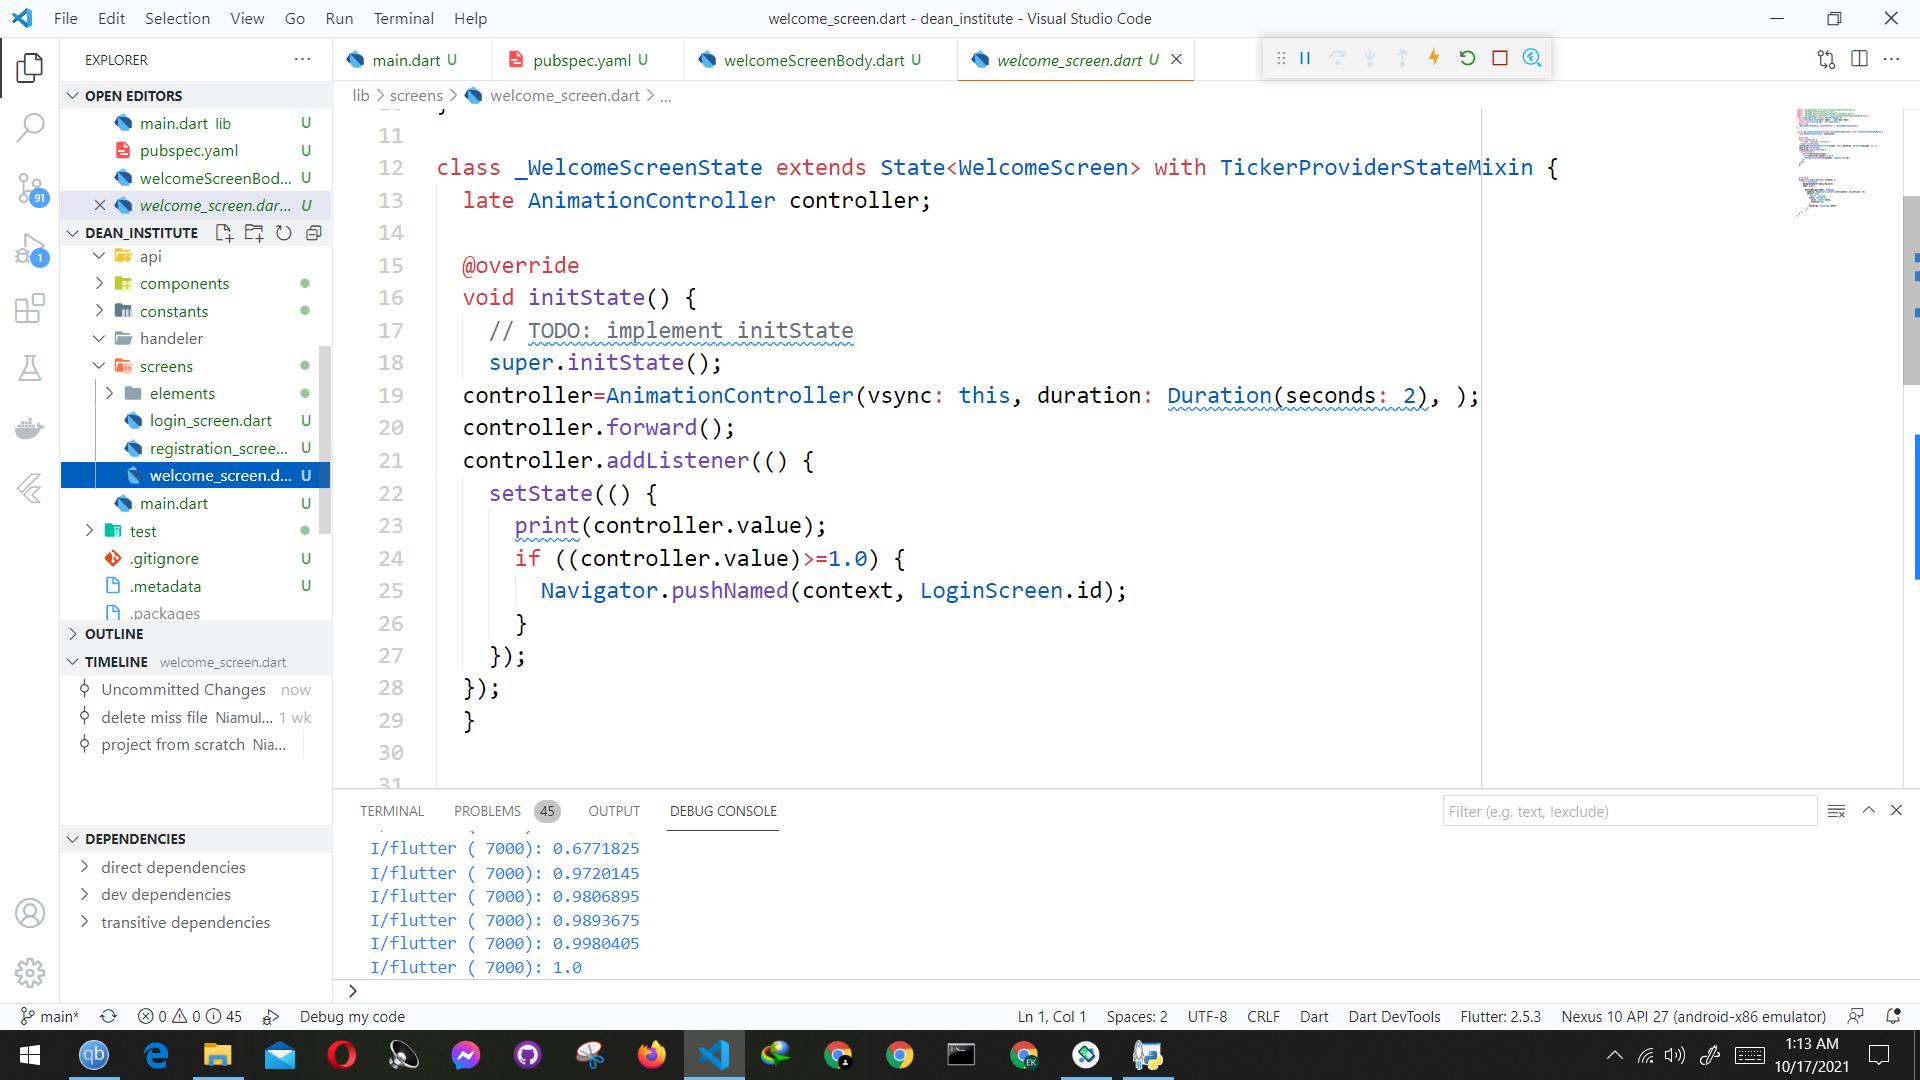 File Edit Selection View Go Run Terminal Help
welcome_screen.dart - dean_institute - Visual Studio Code
EXPLORER
OPEN EDITORS
main.dart lib U
pubspec.yaml U
welcomeScreenBod... U
welcome_screen.dar... U
DEAN_INSTITUTE
api
components
constants
handeler
screens
elements
login_screen.dart U
registration_scree... U
welcome_screen.d... U
main.dart U
test
.gitignore U
.metadata U
.packages
OUTLINE
TIMELINE welcome_screen.dart
Uncommitted Changes now
delete miss file Niamul... 1 wk
project from scratch Nia...
DEPENDENCIES
direct dependencies
dev dependencies
transitive dependencies
91
1
main.dart U
pubspec.yaml U
welcomeScreenBody.dart U
welcome_screen.dart U
lib > screens > welcome_screen.dart > ...
11
12 class _WelcomeScreenState extends State<WelcomeScreen> with TickerProviderStateMixin {
13 late AnimationController controller;
14
15 @override
16 void initState() {
17 // TODO: implement initState
18 super.initState();
19 controller=AnimationController(vsync: this, duration: Duration(seconds: 2), );
20 controller.forward();
21 controller.addListener(() {
22 setState(() {
23 print(controller.value);
24 if ((controller.value)>=1.0) {
25 Navigator.pushNamed(context, LoginScreen.id);
26 }
27 });
28 });
29 }
30
31
TERMINAL PROBLEMS 45 OUTPUT DEBUG CONSOLE
Filter (e.g. text, !exclude)
I/flutter ( 7000): 0.6771825
I/flutter ( 7000): 0.9720145
I/flutter ( 7000): 0.9806895
I/flutter ( 7000): 0.9893675
I/flutter ( 7000): 0.9980405
I/flutter ( 7000): 1.0
>
main* 0 0 45 Debug my code
Ln 1, Col 1 Spaces: 2 UTF-8 CRLF Dart Dart DevTools Flutter: 2.5.3 Nexus 10 API 27 (android-x86 emulator)
qb
EK
1:13 AM
10/17/2021